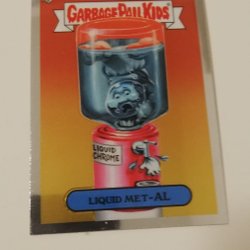 GARBAGE PAIL KIDS
LIQUID
CHROME
LIQUID MET-AL